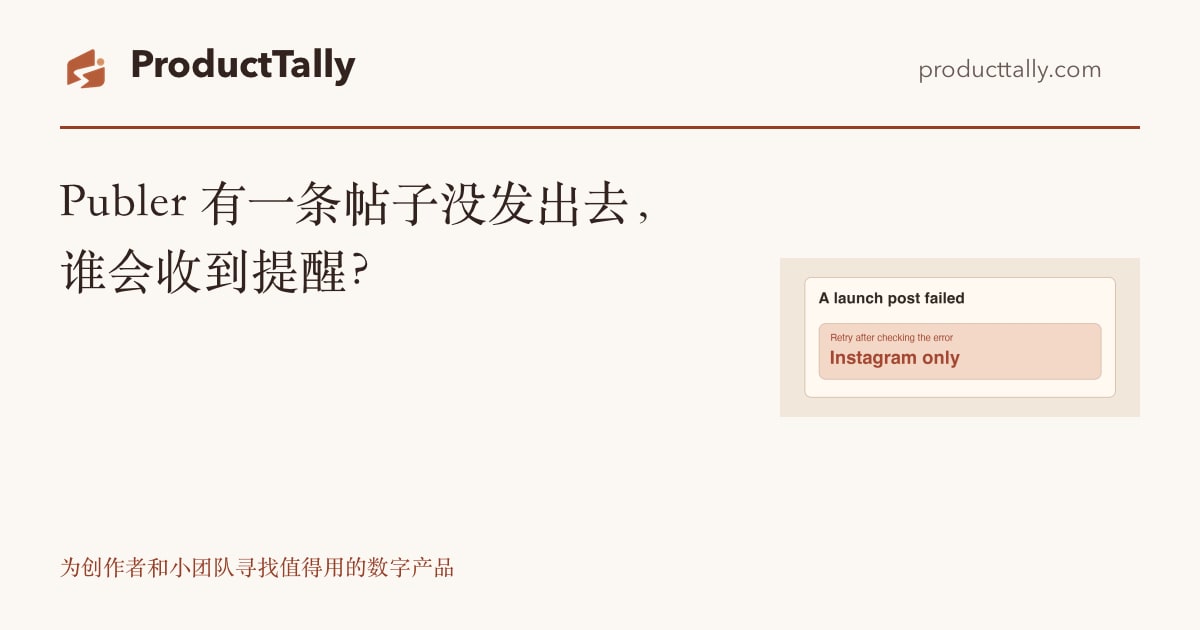 ProductTally
producttally.com
Publer 有一条帖子没发出去，
谁会收到提醒？
A launch post failed
Retry after checking the error
Instagram only
为创作者和小团队寻找值得用的数字产品